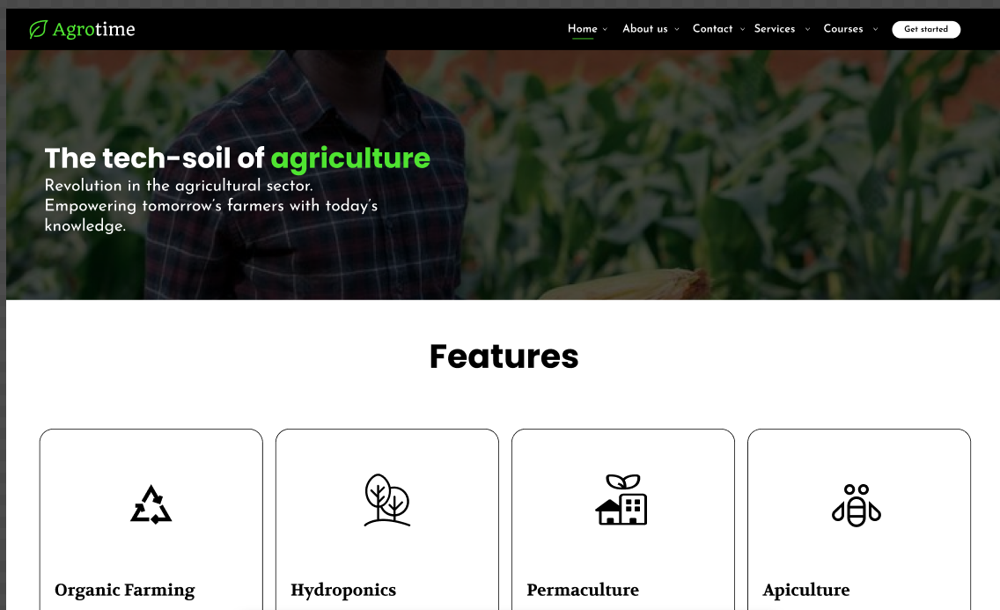 Agrotime
Home
About us
Contact
Services
Courses
Get started
The tech-soil of agriculture
Revolution in the agricultural sector.
Empowering tomorrow's farmers with today's
knowledge.
Features
Organic Farming
Hydroponics
Permaculture
Apiculture